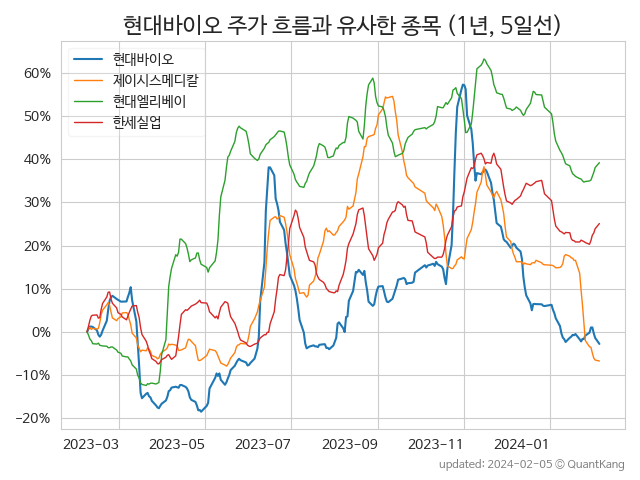 현대바이오 주가 흐름과 유사한 종목 (1년, 5일선)
현대바이오
제이시스메디칼
현대엘리베이
한세실업
60%
50%
40%
30%
20%
10%
0%
−10%
−20%
2023-03 2023-05 2023-07 2023-09 2023-11 2024-01
updated: 2024-02-05 © QuantKang